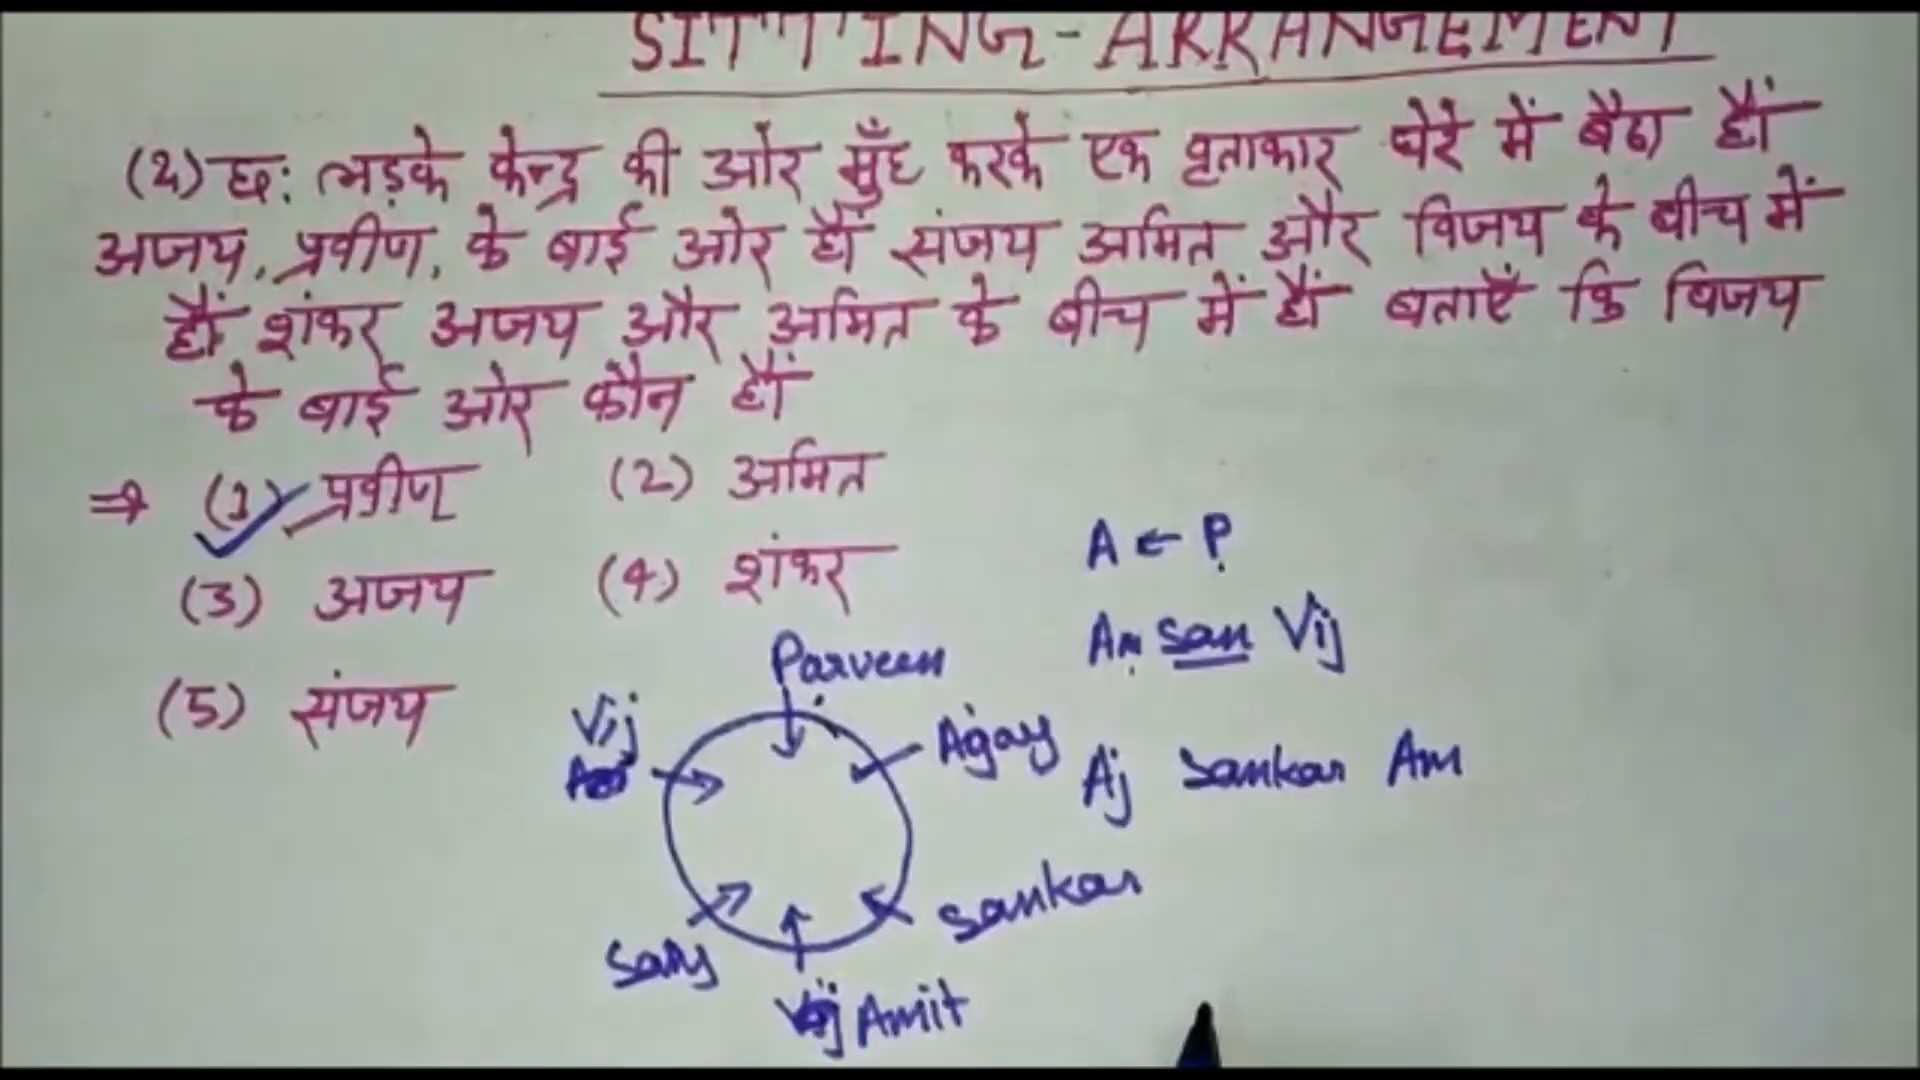 SITTING-ARRANGEMENT
(2) छः लड़के केन्द्र की ओर मुँह करके एक वृताकार घेरे में बैठा हैं
अजय, प्रवीण, के बाई ओर हैं संजय अमित और विजय के बीच में
हैं शंकर अजय और अमित के बीच में हैं बताएँ कि विजय
के बाई ओर कौन हैं
⇒ (1) प्रवीण (2) अमित
(3) अजय (4) शंकर
(5) संजय
A ← P
Am San Vij
Aj Sankar Am
Parveen
Vij
Ajay
Sankar
Sanj
Amit